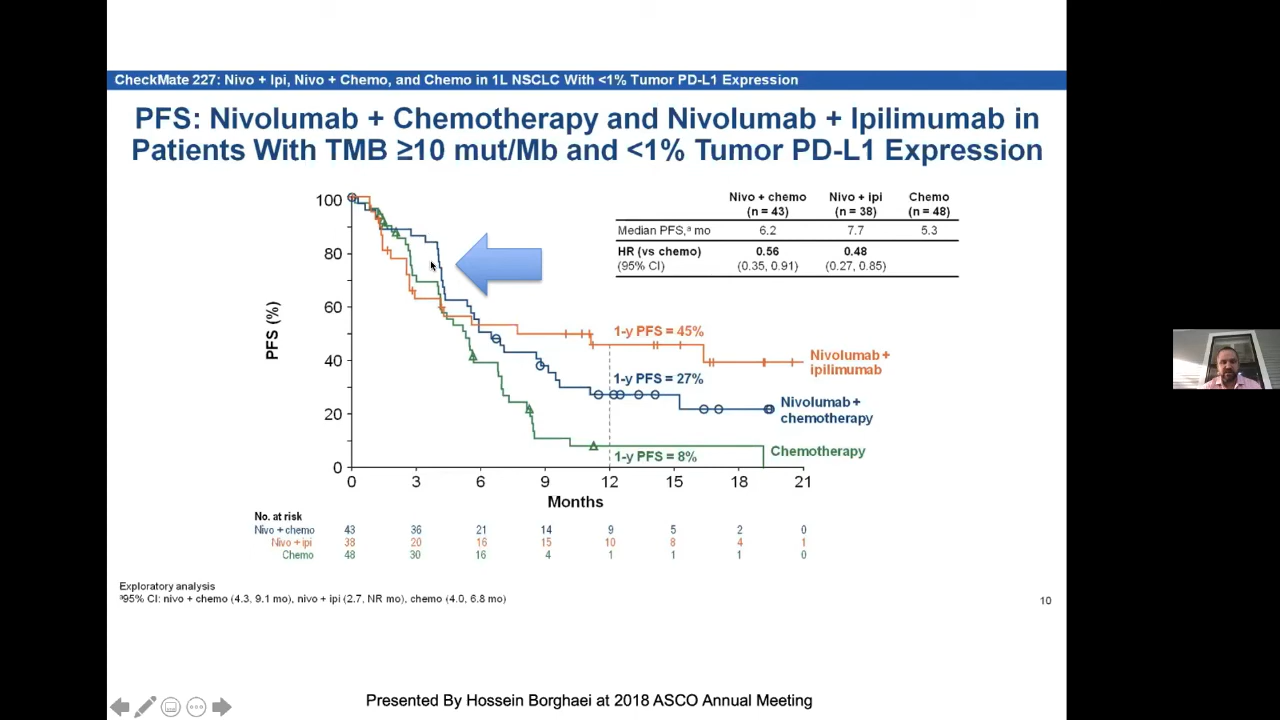 CheckMate 227: Nivo + Ipi, Nivo + Chemo, and Chemo in 1L NSCLC With <1% Tumor PD-L1 Expression
PFS: Nivolumab + Chemotherapy and Nivolumab + Ipilimumab in
Patients With TMB ≥10 mut/Mb and <1% Tumor PD-L1 Expression
Nivo + chemo Nivo + ipi Chemo
(n = 43) (n = 38) (n = 48)
Median PFS,ᵃ mo 6.2 7.7 5.3
HR (vs chemo) 0.56 0.48
(95% CI) (0.35, 0.91) (0.27, 0.85)
PFS (%)
100
80
60
40
20
0
1-y PFS = 45%
1-y PFS = 27%
1-y PFS = 8%
Nivolumab +
ipilimumab
Nivolumab +
chemotherapy
Chemotherapy
0 3 6 9 12 15 18 21
Months
No. at risk
Nivo + chemo 43 36 21 14 9 5 2 0
Nivo + ipi 38 20 16 15 10 8 4 1
Chemo 48 30 16 4 1 1 1 0
Exploratory analysis
ᵃ95% CI: nivo + chemo (4.3, 9.1 mo), nivo + ipi (2.7, NR mo), chemo (4.0, 6.8 mo)
10
Presented By Hossein Borghaei at 2018 ASCO Annual Meeting